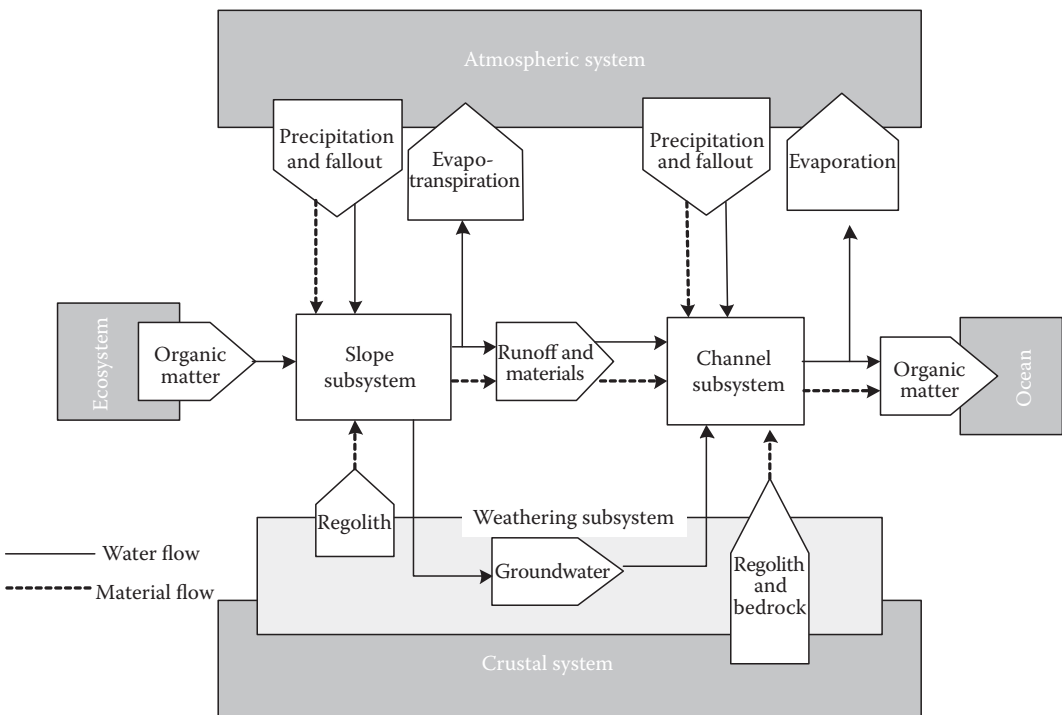 Atmospheric system
Precipitation
and fallout
Evapo-
transpiration
Precipitation
and fallout
Evaporation
Ecosystem
Organic
matter
Slope
subsystem
Runoff and
materials
Channel
subsystem
Organic
matter
Ocean
Regolith
Weathering subsystem
Groundwater
Regolith
and
bedrock
Water flow
Material flow
Crustal system